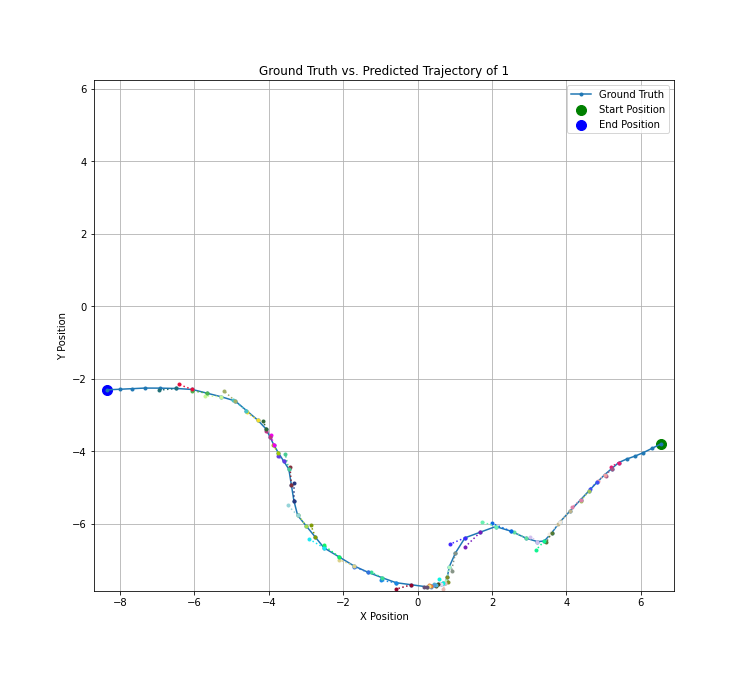 Ground Truth vs. Predicted Trajectory of 1
Ground Truth
Start Position
End Position
6
4
2
0
−2
−4
−6
Y Position
−8
−6
−4
−2
0
2
4
6
X Position